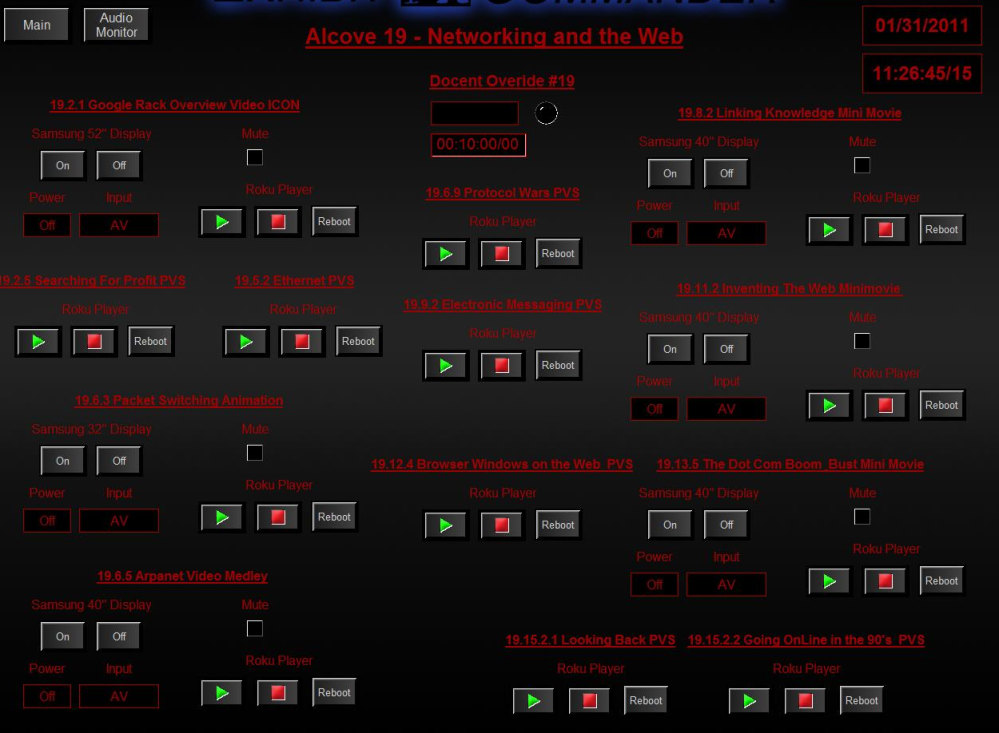 COMMANDER
Main
Audio
Monitor
Alcove 19 - Networking and the Web
01/31/2011
11:26:45/15
Docent Overide #19
00:10:00/00
19.2.1 Google Rack Overview Video ICON
Samsung 52" Display
Mute
On
Off
Power
Input
Off
AV
Roku Player
Reboot
19.8.2 Linking Knowledge Mini Movie
Samsung 40" Display
Mute
On
Off
Power
Input
Off
AV
Roku Player
Reboot
19.6.9 Protocol Wars PVS
Roku Player
Reboot
19.2.5 Searching For Profit PVS
Roku Player
Reboot
19.5.2 Ethernet PVS
Roku Player
Reboot
19.9.2 Electronic Messaging PVS
Roku Player
Reboot
19.11.2 Inventing The Web Minimovie
Samsung 40" Display
Mute
On
Off
Power
Input
Off
AV
Roku Player
Reboot
19.6.3 Packet Switching Animation
Samsung 32" Display
Mute
On
Off
Power
Input
Off
AV
Roku Player
Reboot
19.12.4 Browser Windows on the Web PVS
Roku Player
Reboot
19.13.5 The Dot Com Boom_Bust Mini Movie
Samsung 40" Display
Mute
On
Off
Power
Input
Off
AV
Roku Player
Reboot
19.6.5 Arpanet Video Medley
Samsung 40" Display
Mute
On
Off
Power
Input
Off
AV
Roku Player
Reboot
19.15.2.1 Looking Back PVS
Roku Player
Reboot
19.15.2.2 Going OnLine in the 90's PVS
Roku Player
Reboot